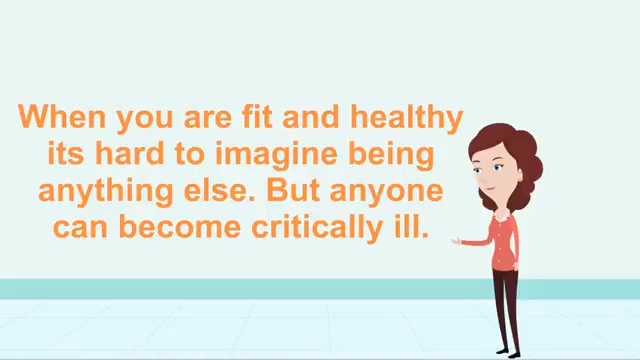 When you are fit and healthy
its hard to imagine being
anything else. But anyone
can become critically ill.